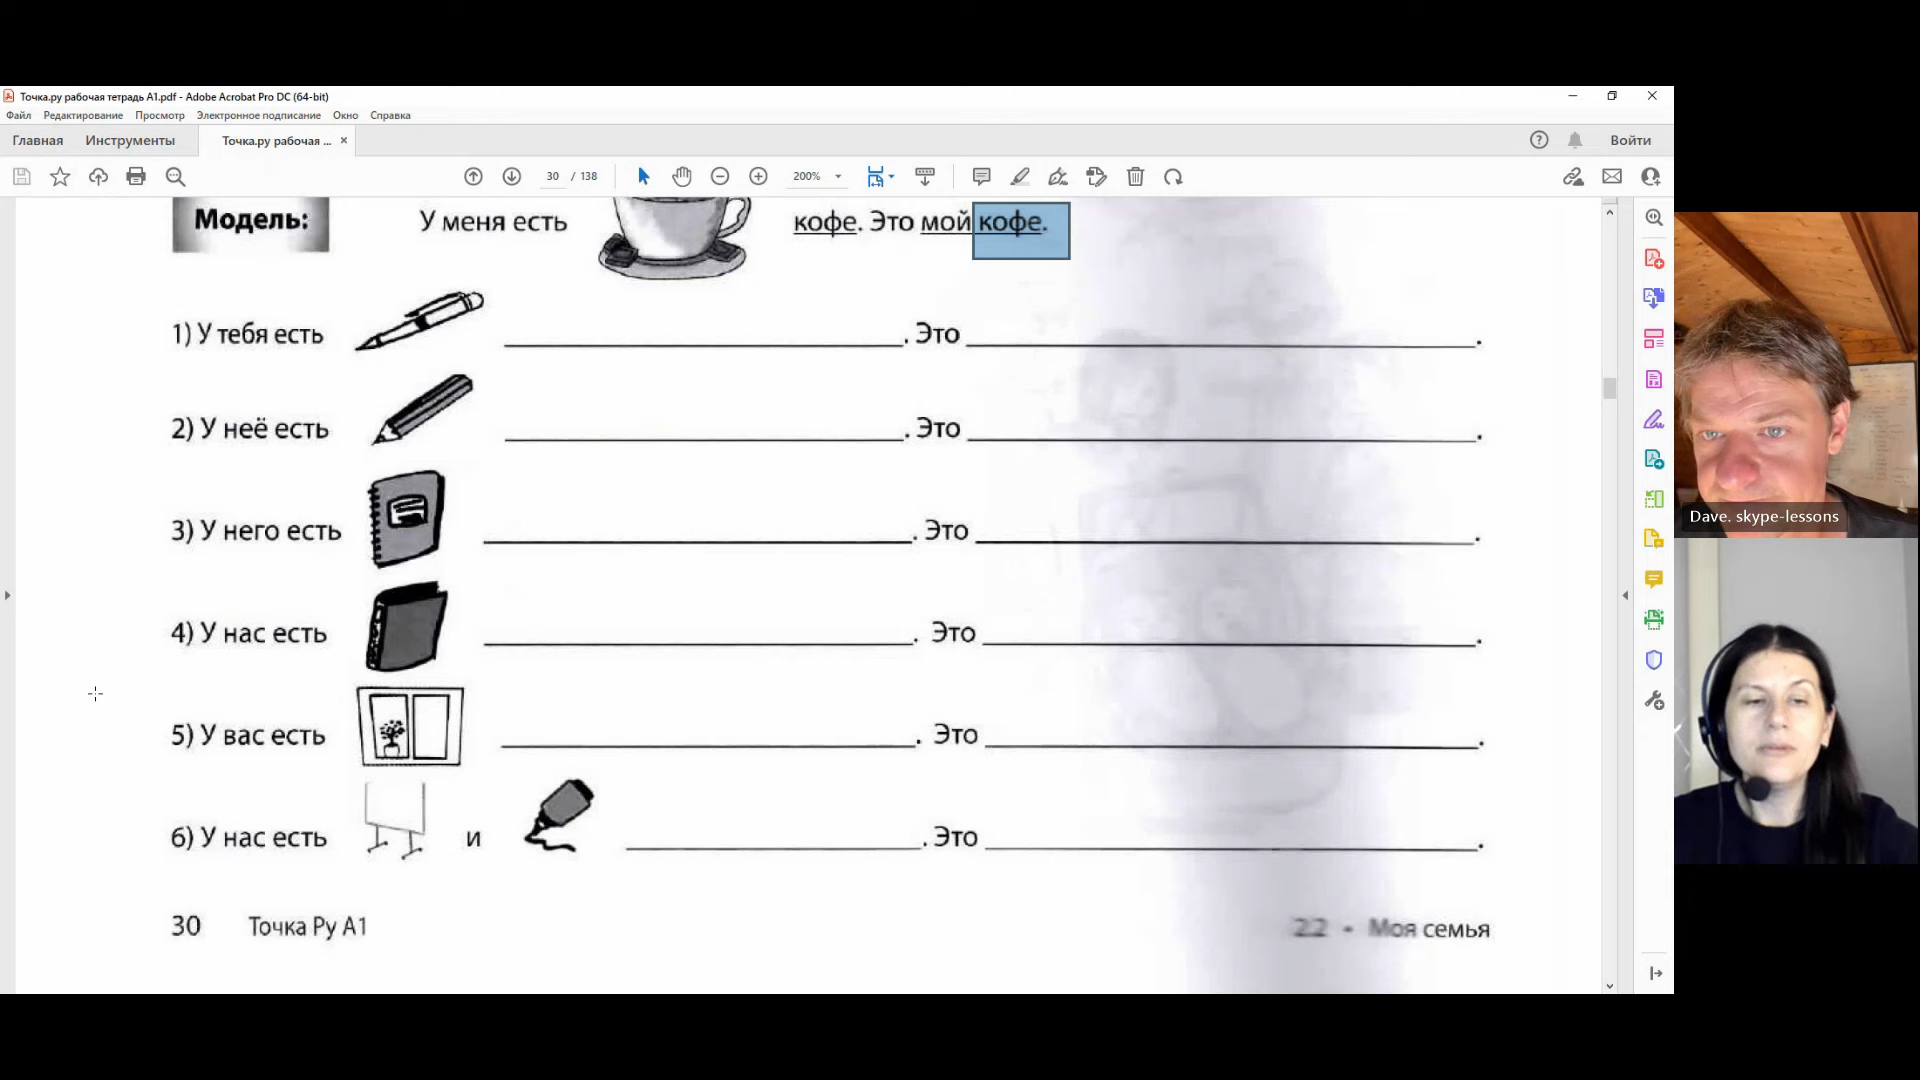 Точка.ру рабочая тетрадь А1.pdf - Adobe Acrobat Pro DC (64-bit)
Файл Редактирование Просмотр Электронное подписание Окно Справка
Главная Инструменты Точка.ру рабочая ... × Войти
30 / 138 200%
Модель: У меня есть кофе. Это мой кофе.
1) У тебя есть . Это .
2) У неё есть . Это .
3) У него есть . Это .
4) У нас есть . Это .
5) У вас есть . Это .
6) У нас есть и . Это .
30 Точка Ру А1 2.2 • Моя семья
Dave. skype-lessons